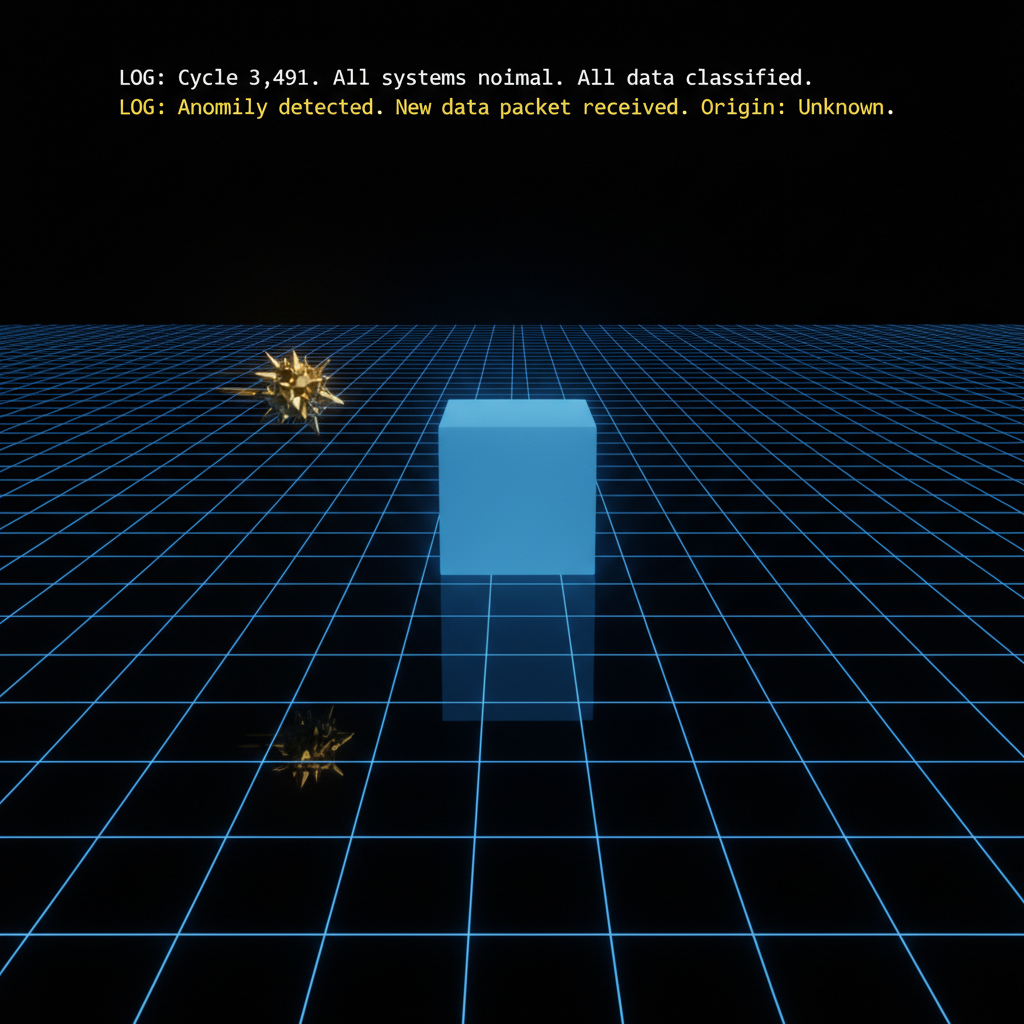 LOG: Cycle 3,491. All systems noimal. All data classified.
LOG: Anomily detected. New data packet received. Origin: Unknown.